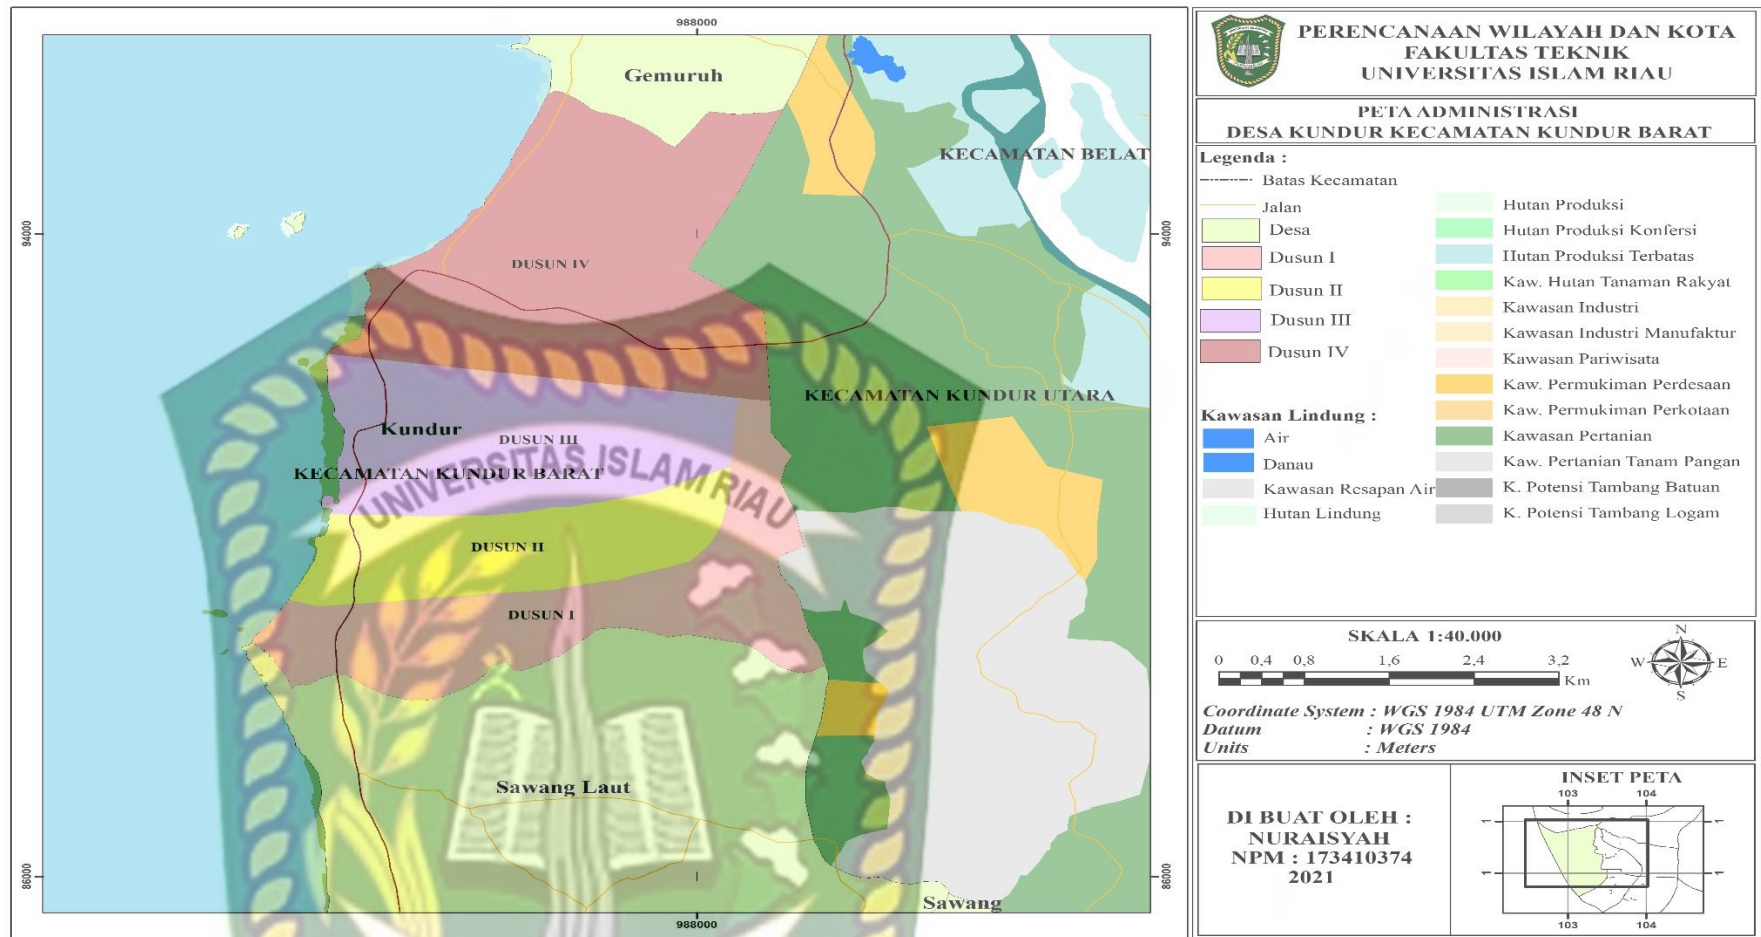 988000
Gemuruh
KECAMATAN BELAT
94000
94000
DUSUN IV
KECAMATAN KUNDUR UTARA
Kundur
DUSUN III
KECAMATAN KUNDUR BARAT
UNIVERSITAS ISLAM RIAU
DUSUN II
DUSUN I
Sawang Laut
86000
86000
Sawang
988000
PERENCANAAN WILAYAH DAN KOTA
FAKULTAS TEKNIK
UNIVERSITAS ISLAM RIAU
PETA ADMINISTRASI
DESA KUNDUR KECAMATAN KUNDUR BARAT
Legenda :
Batas Kecamatan
Jalan
Desa
Dusun I
Dusun II
Dusun III
Dusun IV
Kawasan Lindung :
Air
Danau
Kawasan Resapan Air
Hutan Lindung
Hutan Produksi
Hutan Produksi Konfersi
Hutan Produksi Terbatas
Kaw. Hutan Tanaman Rakyat
Kawasan Industri
Kawasan Industri Manufaktur
Kawasan Pariwisata
Kaw. Permukiman Perdesaan
Kaw. Permukiman Perkotaan
Kawasan Pertanian
Kaw. Pertanian Tanam Pangan
K. Potensi Tambang Batuan
K. Potensi Tambang Logam
SKALA 1:40.000
0 0,4 0,8 1,6 2,4 3,2
Km
N
W E
S
Coordinate System : WGS 1984 UTM Zone 48 N
Datum : WGS 1984
Units : Meters
DI BUAT OLEH :
NURAISYAH
NPM : 173410374
2021
INSET PETA
103 104
1 1
1 1
103 104